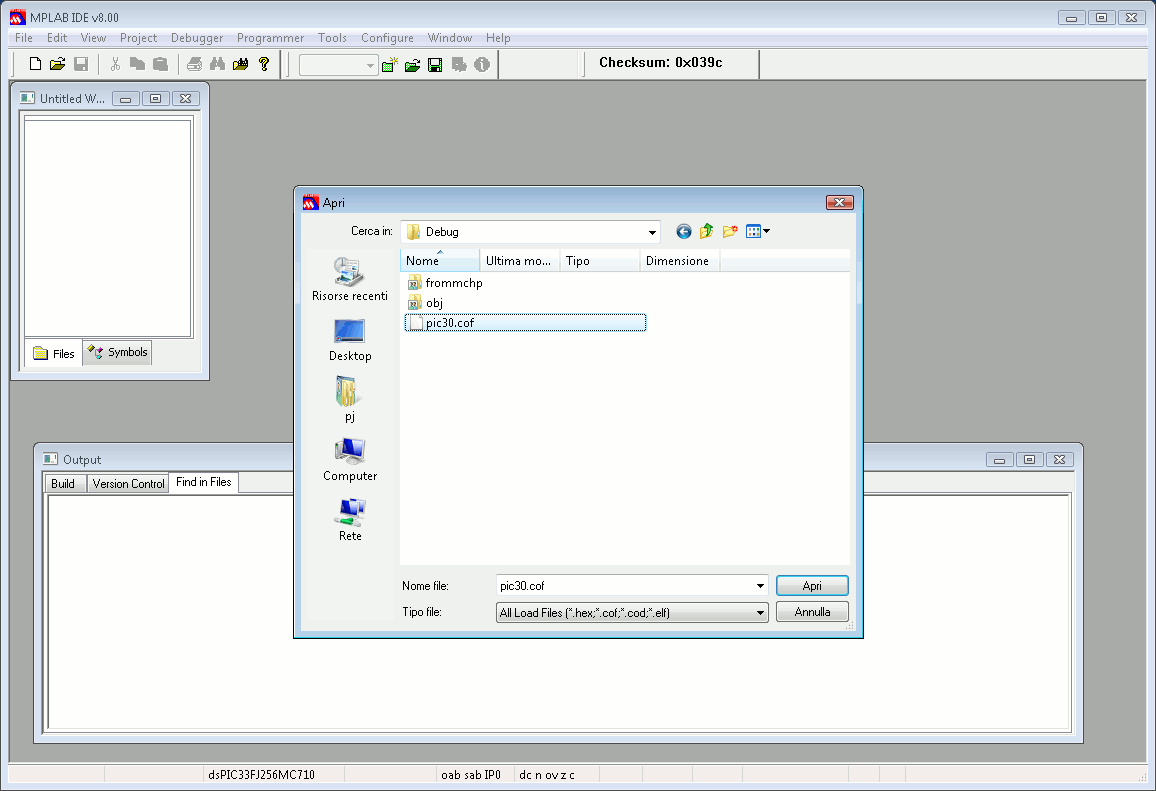 MPLAB IDE v8.00
File Edit View Project Debugger Programmer Tools Configure Window Help
Checksum: 0x039c
Untitled W...
Files Symbols
Apri
Cerca in: Debug
Nome Ultima mo... Tipo Dimensione
frommchp
obj
pic30.cof
Risorse recenti
Desktop
pj
Computer
Rete
Nome file: pic30.cof Apri
Tipo file: All Load Files (*.hex;*.cof;*.cod;*.elf) Annulla
Output
Build Version Control Find in Files
dsPIC33FJ256MC710 oab sab IP0 dc n ov z c